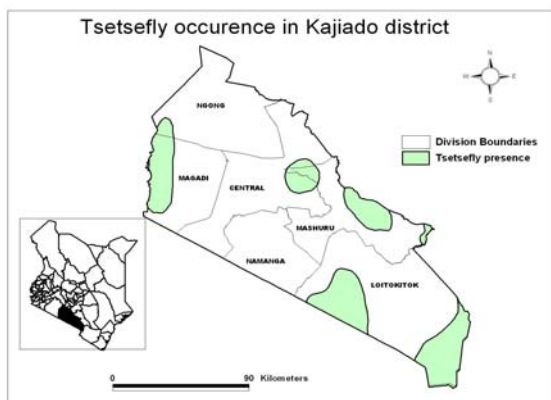 Tsetsefly occurence in Kajiado district
N
E
S
NGONG
Division Boundaries
Tsetsefly presence
MAGADI
CENTRAL
MASHURU
NAMANGA
LOITOKITOK
0 90 Kilometers